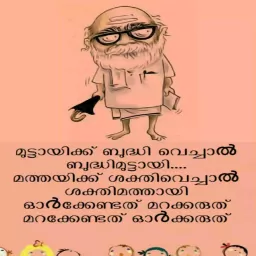 മുട്ടായിക്ക് ബുദ്ധി വെച്ചാൽ
ബുദ്ധിമുട്ടായി....
മത്തയിക്ക് ശക്തിവെച്ചാൽ
ശക്തിമത്തായി
ഓർക്കേണ്ടത് മറക്കരുത്
മറക്കേണ്ടത് ഓർക്കരുത്